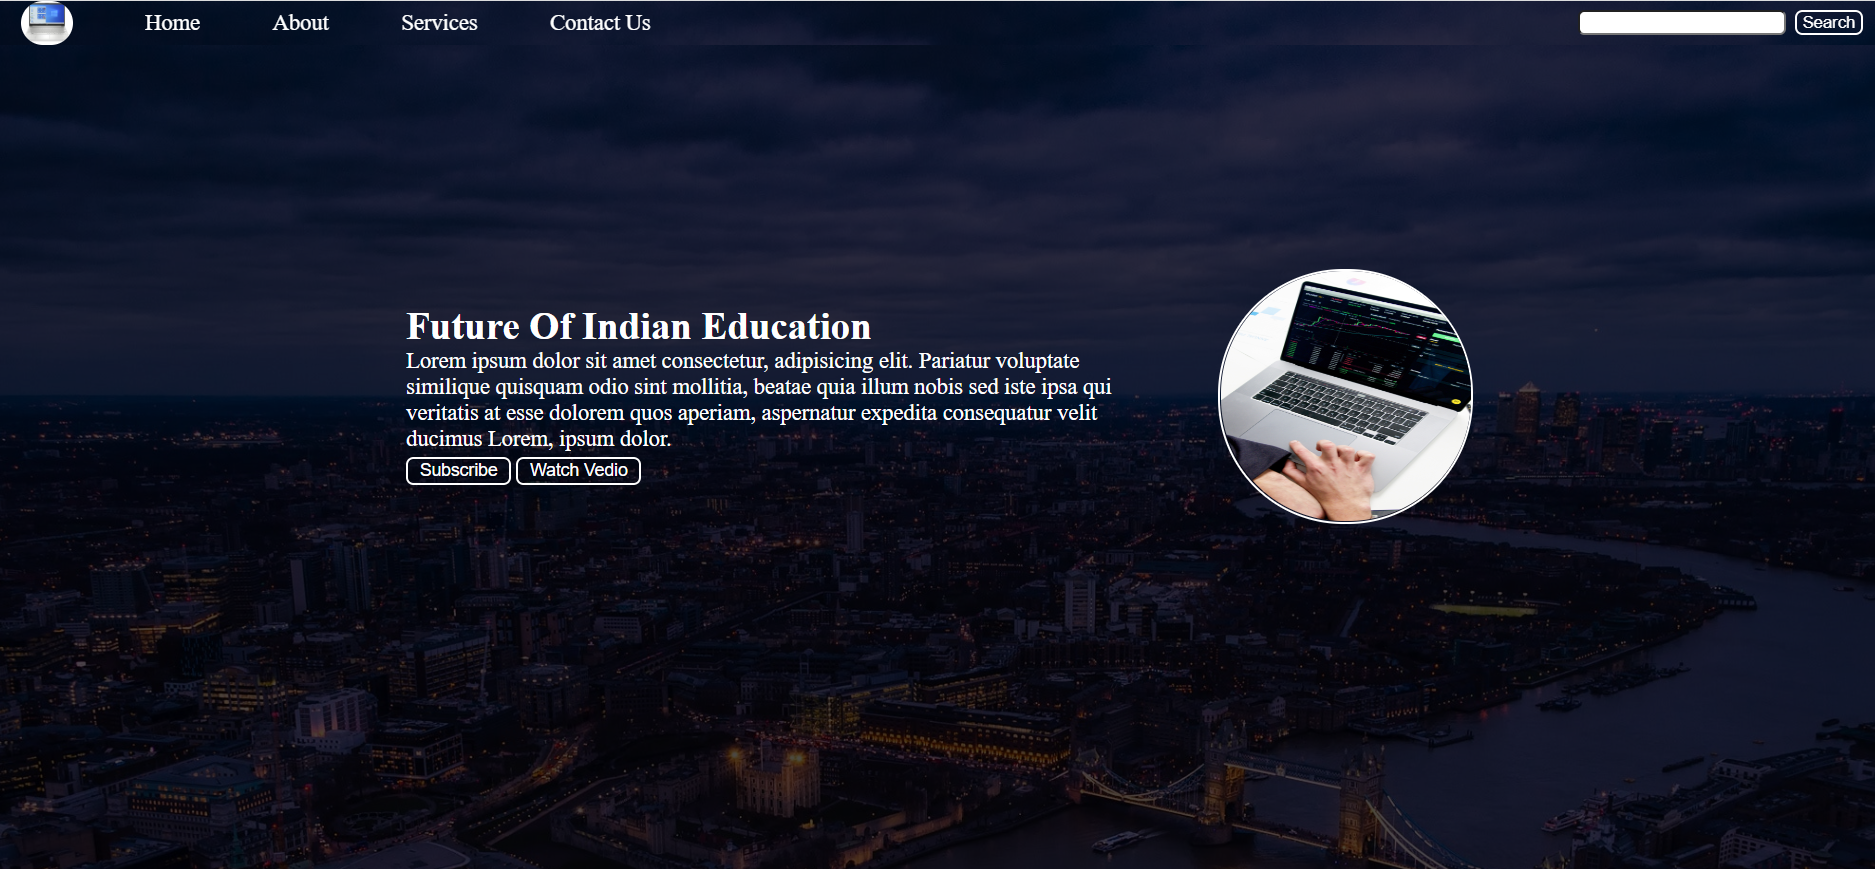 Home About Services Contact Us Search
Future Of Indian Education
Lorem ipsum dolor sit amet consectetur, adipisicing elit. Pariatur voluptate
similique quisquam odio sint mollitia, beatae quia illum nobis sed iste ipsa qui
veritatis at esse dolorem quos aperiam, aspernatur expedita consequatur velit
ducimus Lorem, ipsum dolor.
Subscribe Watch Vedio